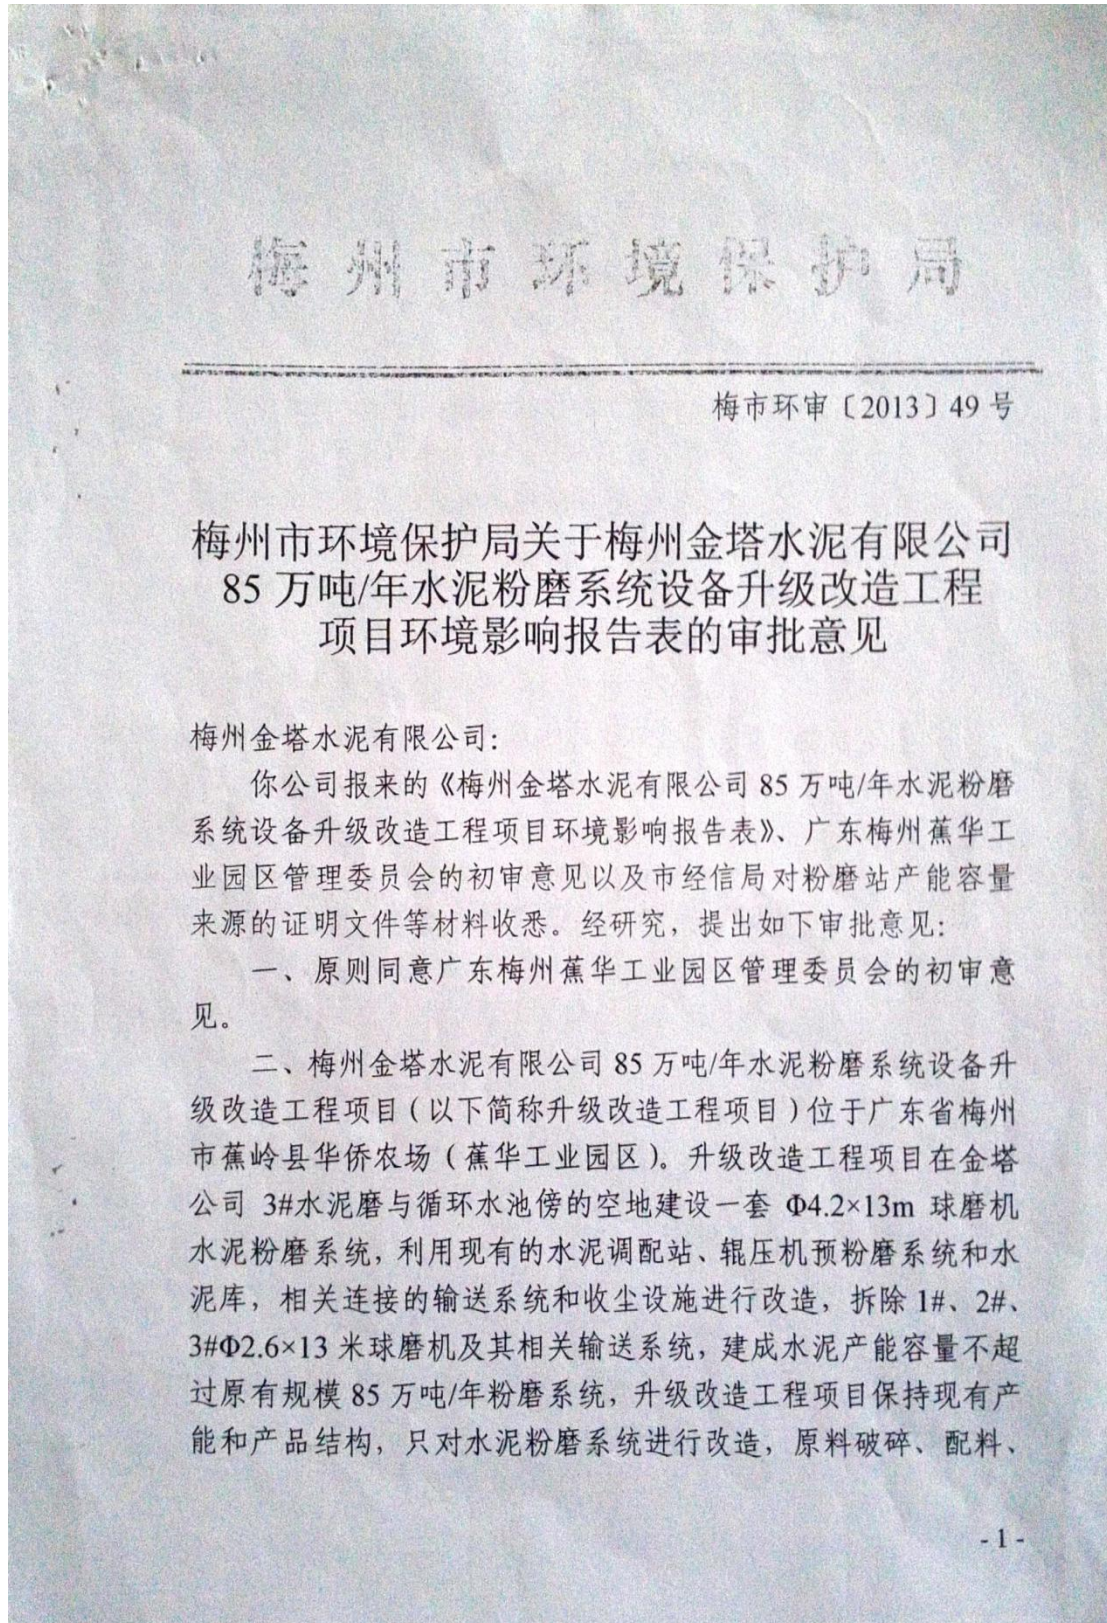 梅州市环境保护局
梅市环审〔2013〕49 号
梅州市环境保护局关于梅州金塔水泥有限公司
85 万吨/年水泥粉磨系统设备升级改造工程
项目环境影响报告表的审批意见
梅州金塔水泥有限公司:
你公司报来的《梅州金塔水泥有限公司 85 万吨/年水泥粉磨
系统设备升级改造工程项目环境影响报告表》、广东梅州蕉华工
业园区管理委员会的初审意见以及市经信局对粉磨站产能容量
来源的证明文件等材料收悉。经研究，提出如下审批意见:
一、原则同意广东梅州蕉华工业园区管理委员会的初审意
见。
二、梅州金塔水泥有限公司 85 万吨/年水泥粉磨系统设备升
级改造工程项目（以下简称升级改造工程项目）位于广东省梅州
市蕉岭县华侨农场（蕉华工业园区）。升级改造工程项目在金塔
公司 3#水泥磨与循环水池傍的空地建设一套 Φ4.2×13m 球磨机
水泥粉磨系统，利用现有的水泥调配站、辊压机预粉磨系统和水
泥库，相关连接的输送系统和收尘设施进行改造，拆除 1#、2#、
3#Φ2.6×13 米球磨机及其相关输送系统，建成水泥产能容量不超
过原有规模 85 万吨/年粉磨系统，升级改造工程项目保持现有产
能和产品结构，只对水泥粉磨系统进行改造，原料破碎、配料、
- 1 -